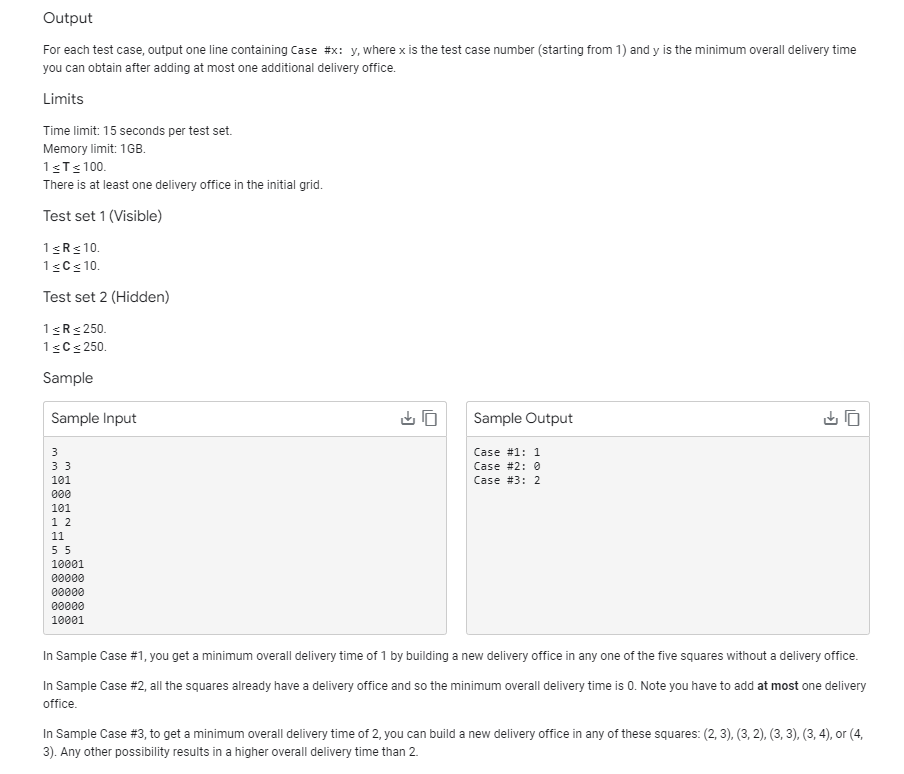 Output
For each test case, output one line containing Case #x: y, where x is the test case number (starting from 1) and y is the minimum overall delivery time
you can obtain after adding at most one additional delivery office.
Limits
Time limit: 15 seconds per test set.
Memory limit: 1GB.
1 ≤ T ≤ 100.
There is at least one delivery office in the initial grid.
Test set 1 (Visible)
1 ≤ R ≤ 10.
1 ≤ C ≤ 10.
Test set 2 (Hidden)
1 ≤ R ≤ 250.
1 ≤ C ≤ 250.
Sample
Sample Input
3
3 3
101
000
101
1 2
11
5 5
10001
00000
00000
00000
10001
Sample Output
Case #1: 1
Case #2: 0
Case #3: 2
In Sample Case #1, you get a minimum overall delivery time of 1 by building a new delivery office in any one of the five squares without a delivery office.
In Sample Case #2, all the squares already have a delivery office and so the minimum overall delivery time is 0. Note you have to add at most one delivery
office.
In Sample Case #3, to get a minimum overall delivery time of 2, you can build a new delivery office in any of these squares: (2, 3), (3, 2), (3, 3), (3, 4), or (4,
3). Any other possibility results in a higher overall delivery time than 2.